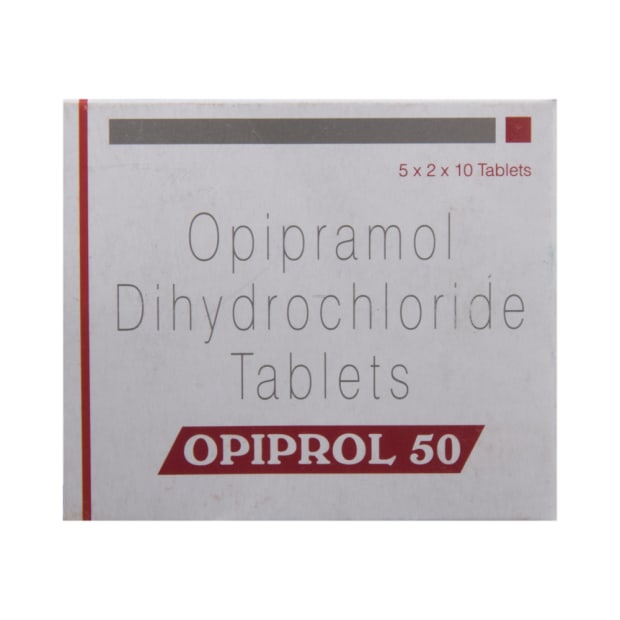 5 x 2 x 10 Tablets
Opipramol
Dihydrochloride
Tablets
OPIPROL 50